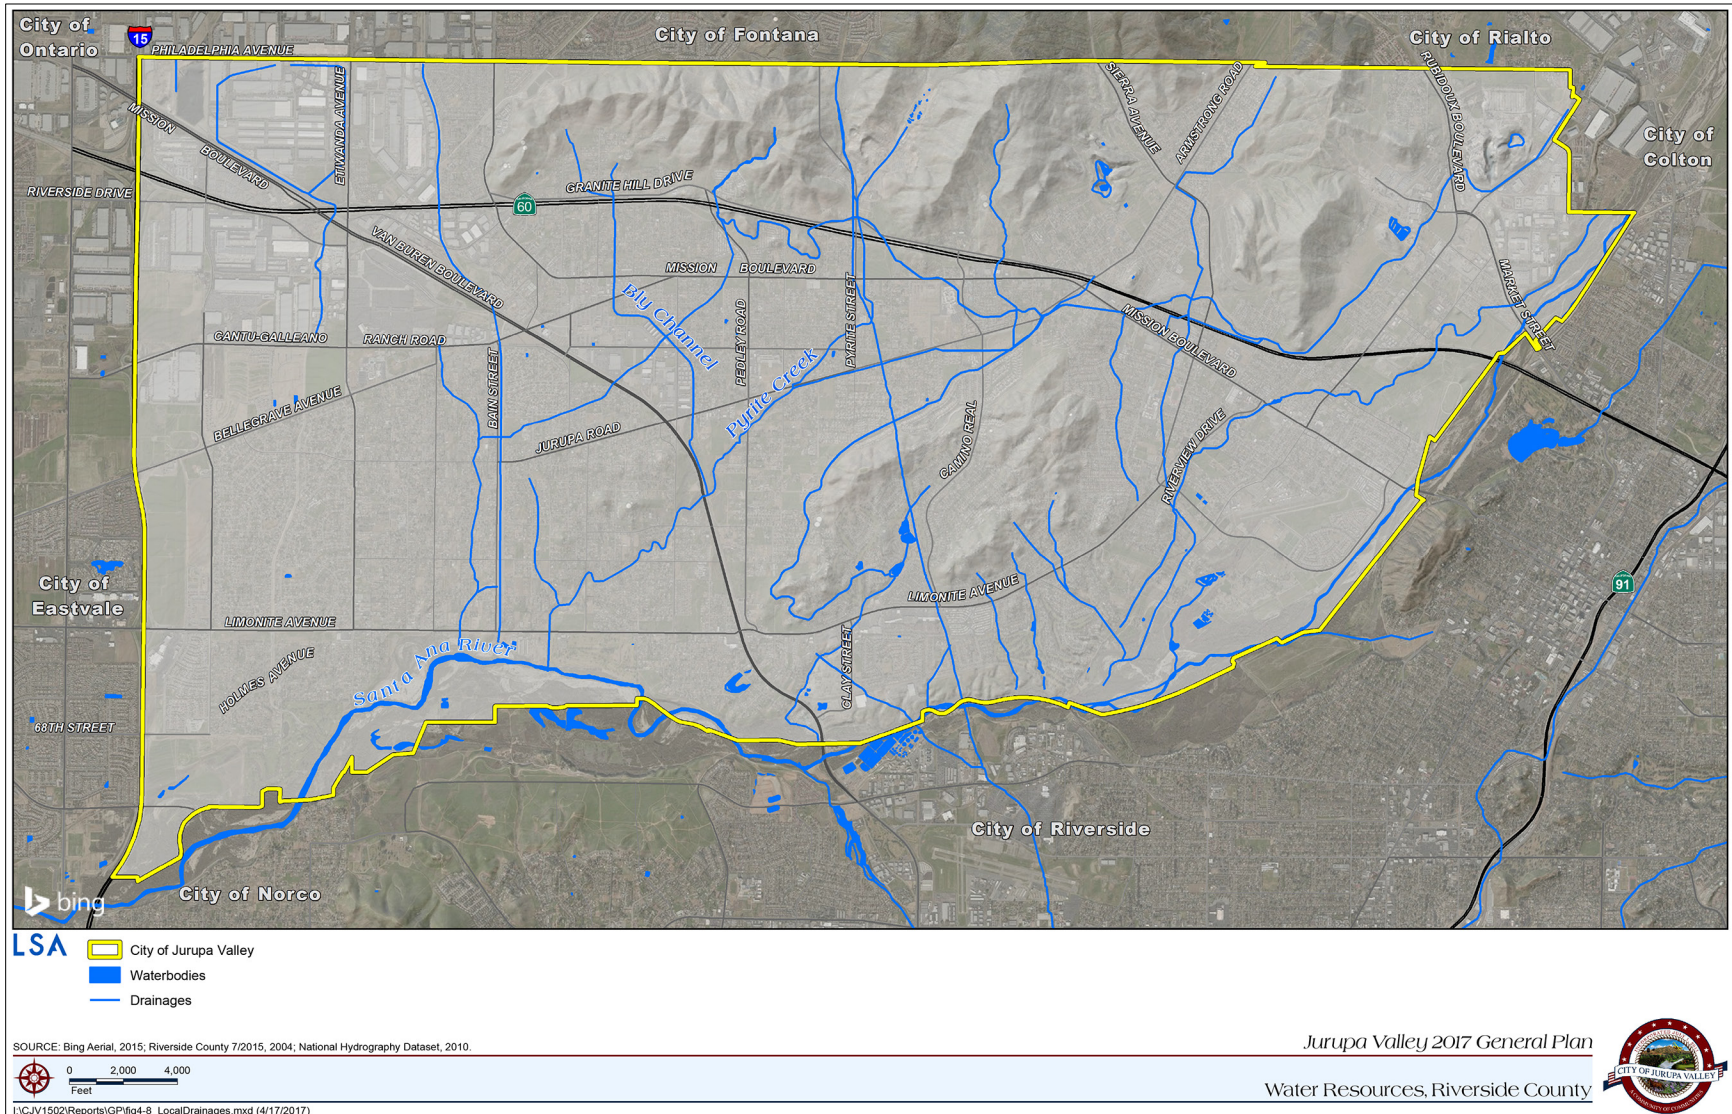 City of
Ontario
15
PHILADELPHIA AVENUE
City of Fontana
City of Rialto
City of
Colton
MISSION
BOULEVARD
ETIWANDA AVENUE
SIERRA AVENUE
ARMSTRONG ROAD
RUBIDOUX BOULEVARD
RIVERSIDE DRIVE
60
GRANITE HILL DRIVE
VAN BUREN BOULEVARD
MISSION BOULEVARD
Bly Channel
PEDLEY ROAD
PYRITE STREET
MARKET STREET
MISSION BOULEVARD
CANTU-GALLEANO RANCH ROAD
BAIN STREET
Pyrite Creek
BELLEGRAVE AVENUE
JURUPA ROAD
CAMINO REAL
RIVERVIEW DRIVE
City of
Eastvale
91
LIMONITE AVENUE
LIMONITE AVENUE
HOLMES AVENUE
Santa Ana River
CLAY STREET
68TH STREET
City of Riverside
City of Norco
bing
LSA
City of Jurupa Valley
Waterbodies
Drainages
SOURCE: Bing Aerial, 2015; Riverside County 7/2015, 2004; National Hydrography Dataset, 2010.
Jurupa Valley 2017 General Plan
0 2,000 4,000
Feet
Water Resources, Riverside County
CITY OF JURUPA VALLEY
A COMMUNITY OF COMMUNITIES
I:\CJV1502\Reports\GP\fig4-8_LocalDrainages.mxd (4/17/2017)